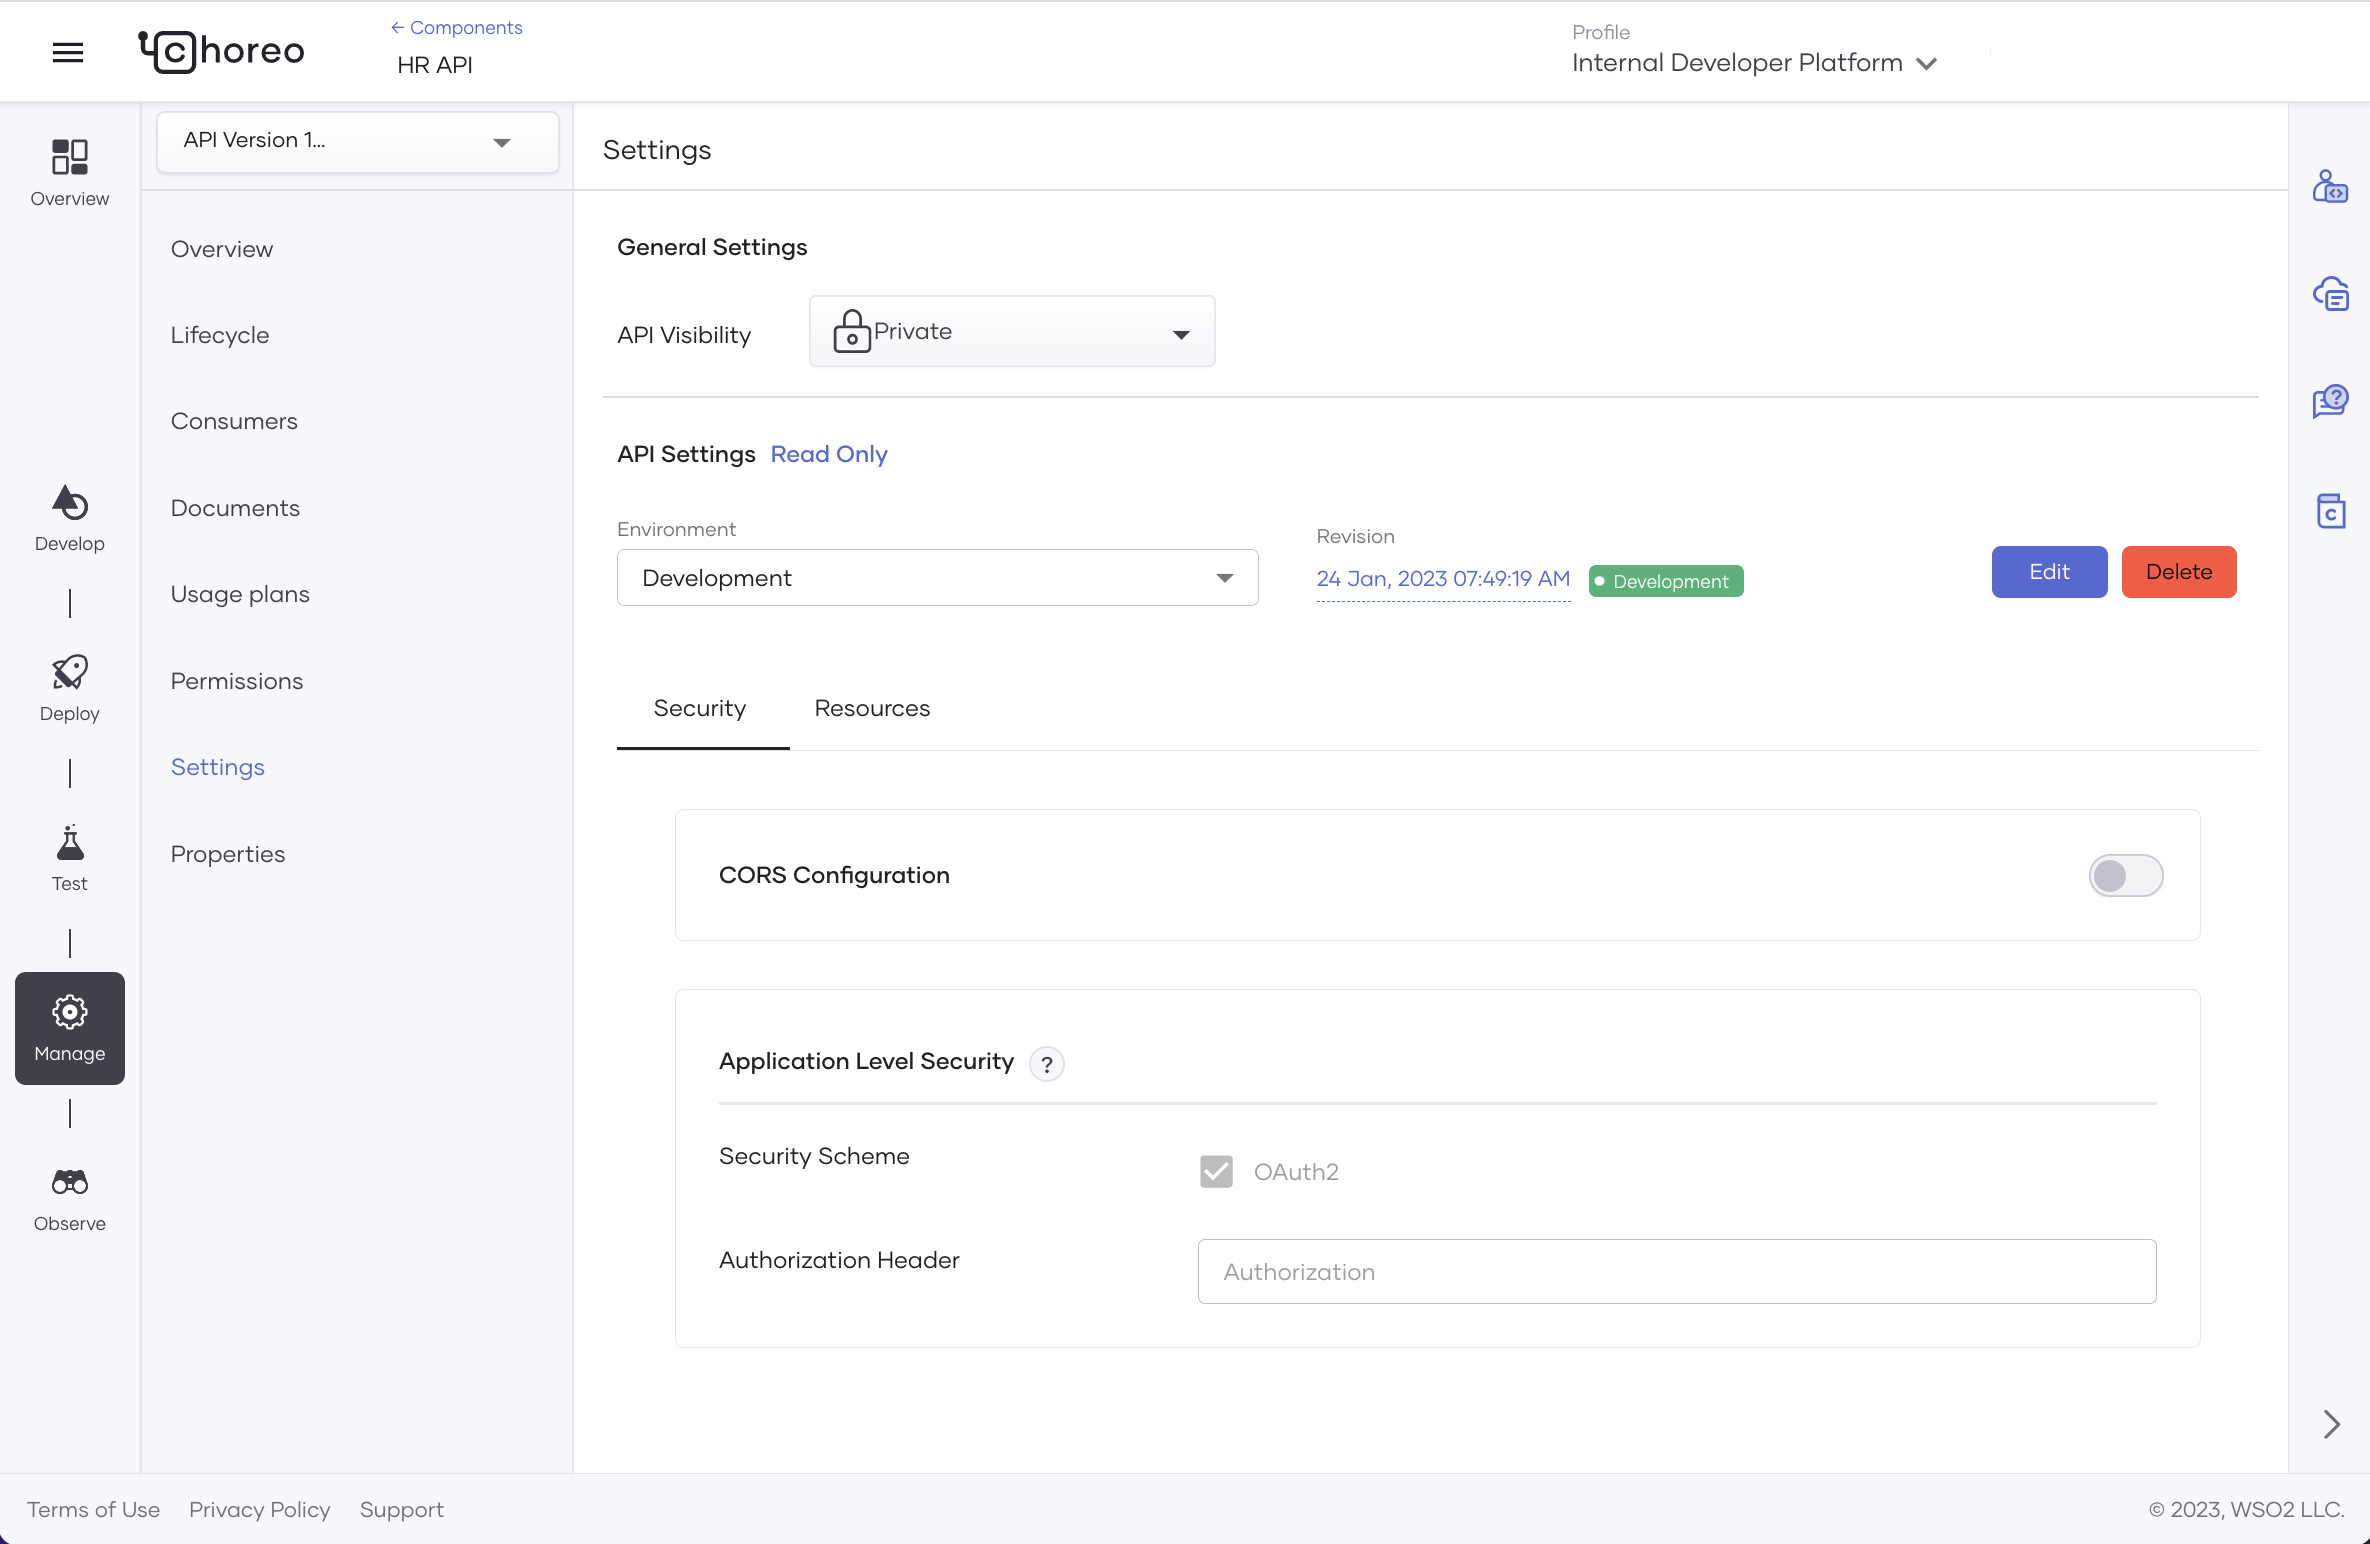 ← Components
Choreo
HR API
Profile
Internal Developer Platform
Overview
Develop
Deploy
Test
Manage
Observe
API Version 1...
Overview
Lifecycle
Consumers
Documents
Usage plans
Permissions
Settings
Properties
Settings
General Settings
API Visibility
Private
API Settings Read Only
Environment
Development
Revision
24 Jan, 2023 07:49:19 AM
Development
Edit
Delete
Security
Resources
CORS Configuration
Application Level Security ?
Security Scheme
OAuth2
Authorization Header
Authorization
Terms of Use
Privacy Policy
Support
© 2023, WSO2 LLC.